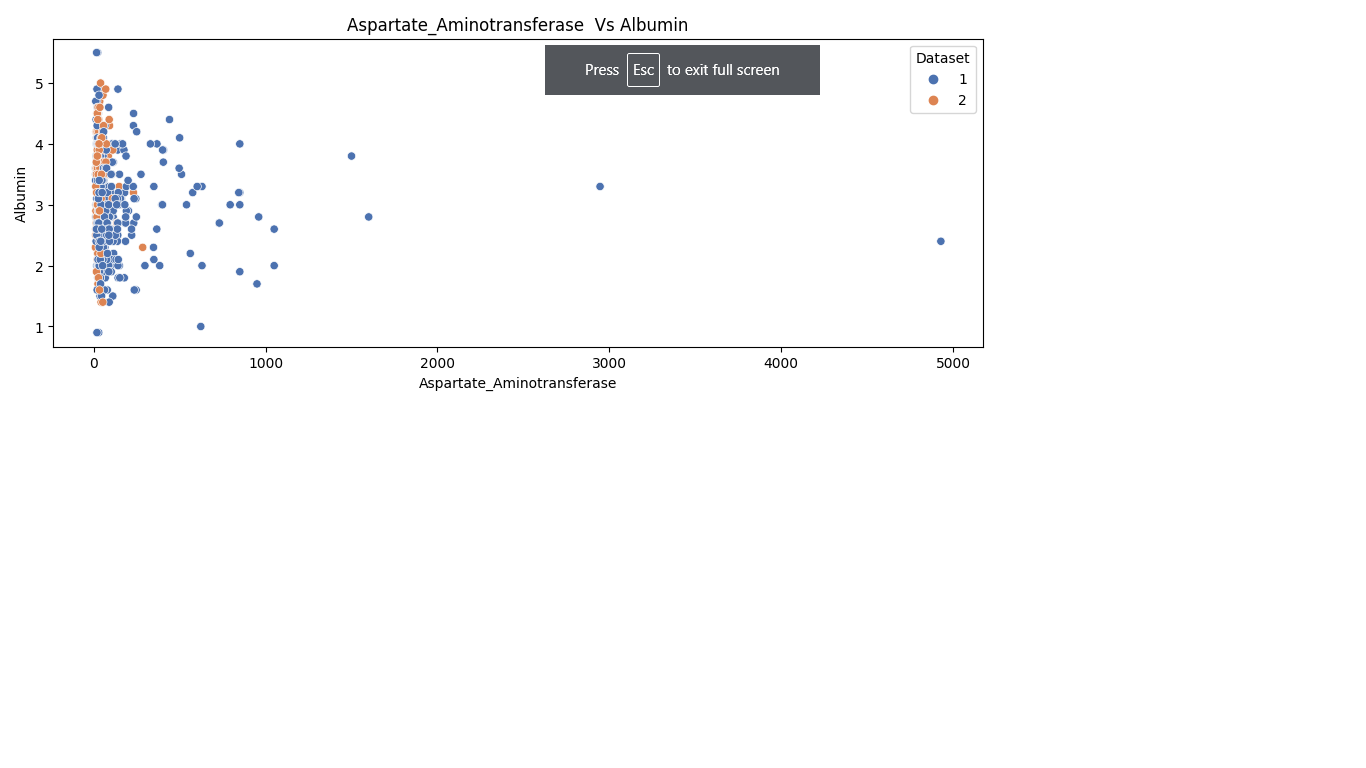 Aspartate_Aminotransferase  Vs Albumin
Press Esc to exit full screen
Dataset
1
2
Albumin
5
4
3
2
1
0 1000 2000 3000 4000 5000
Aspartate_Aminotransferase